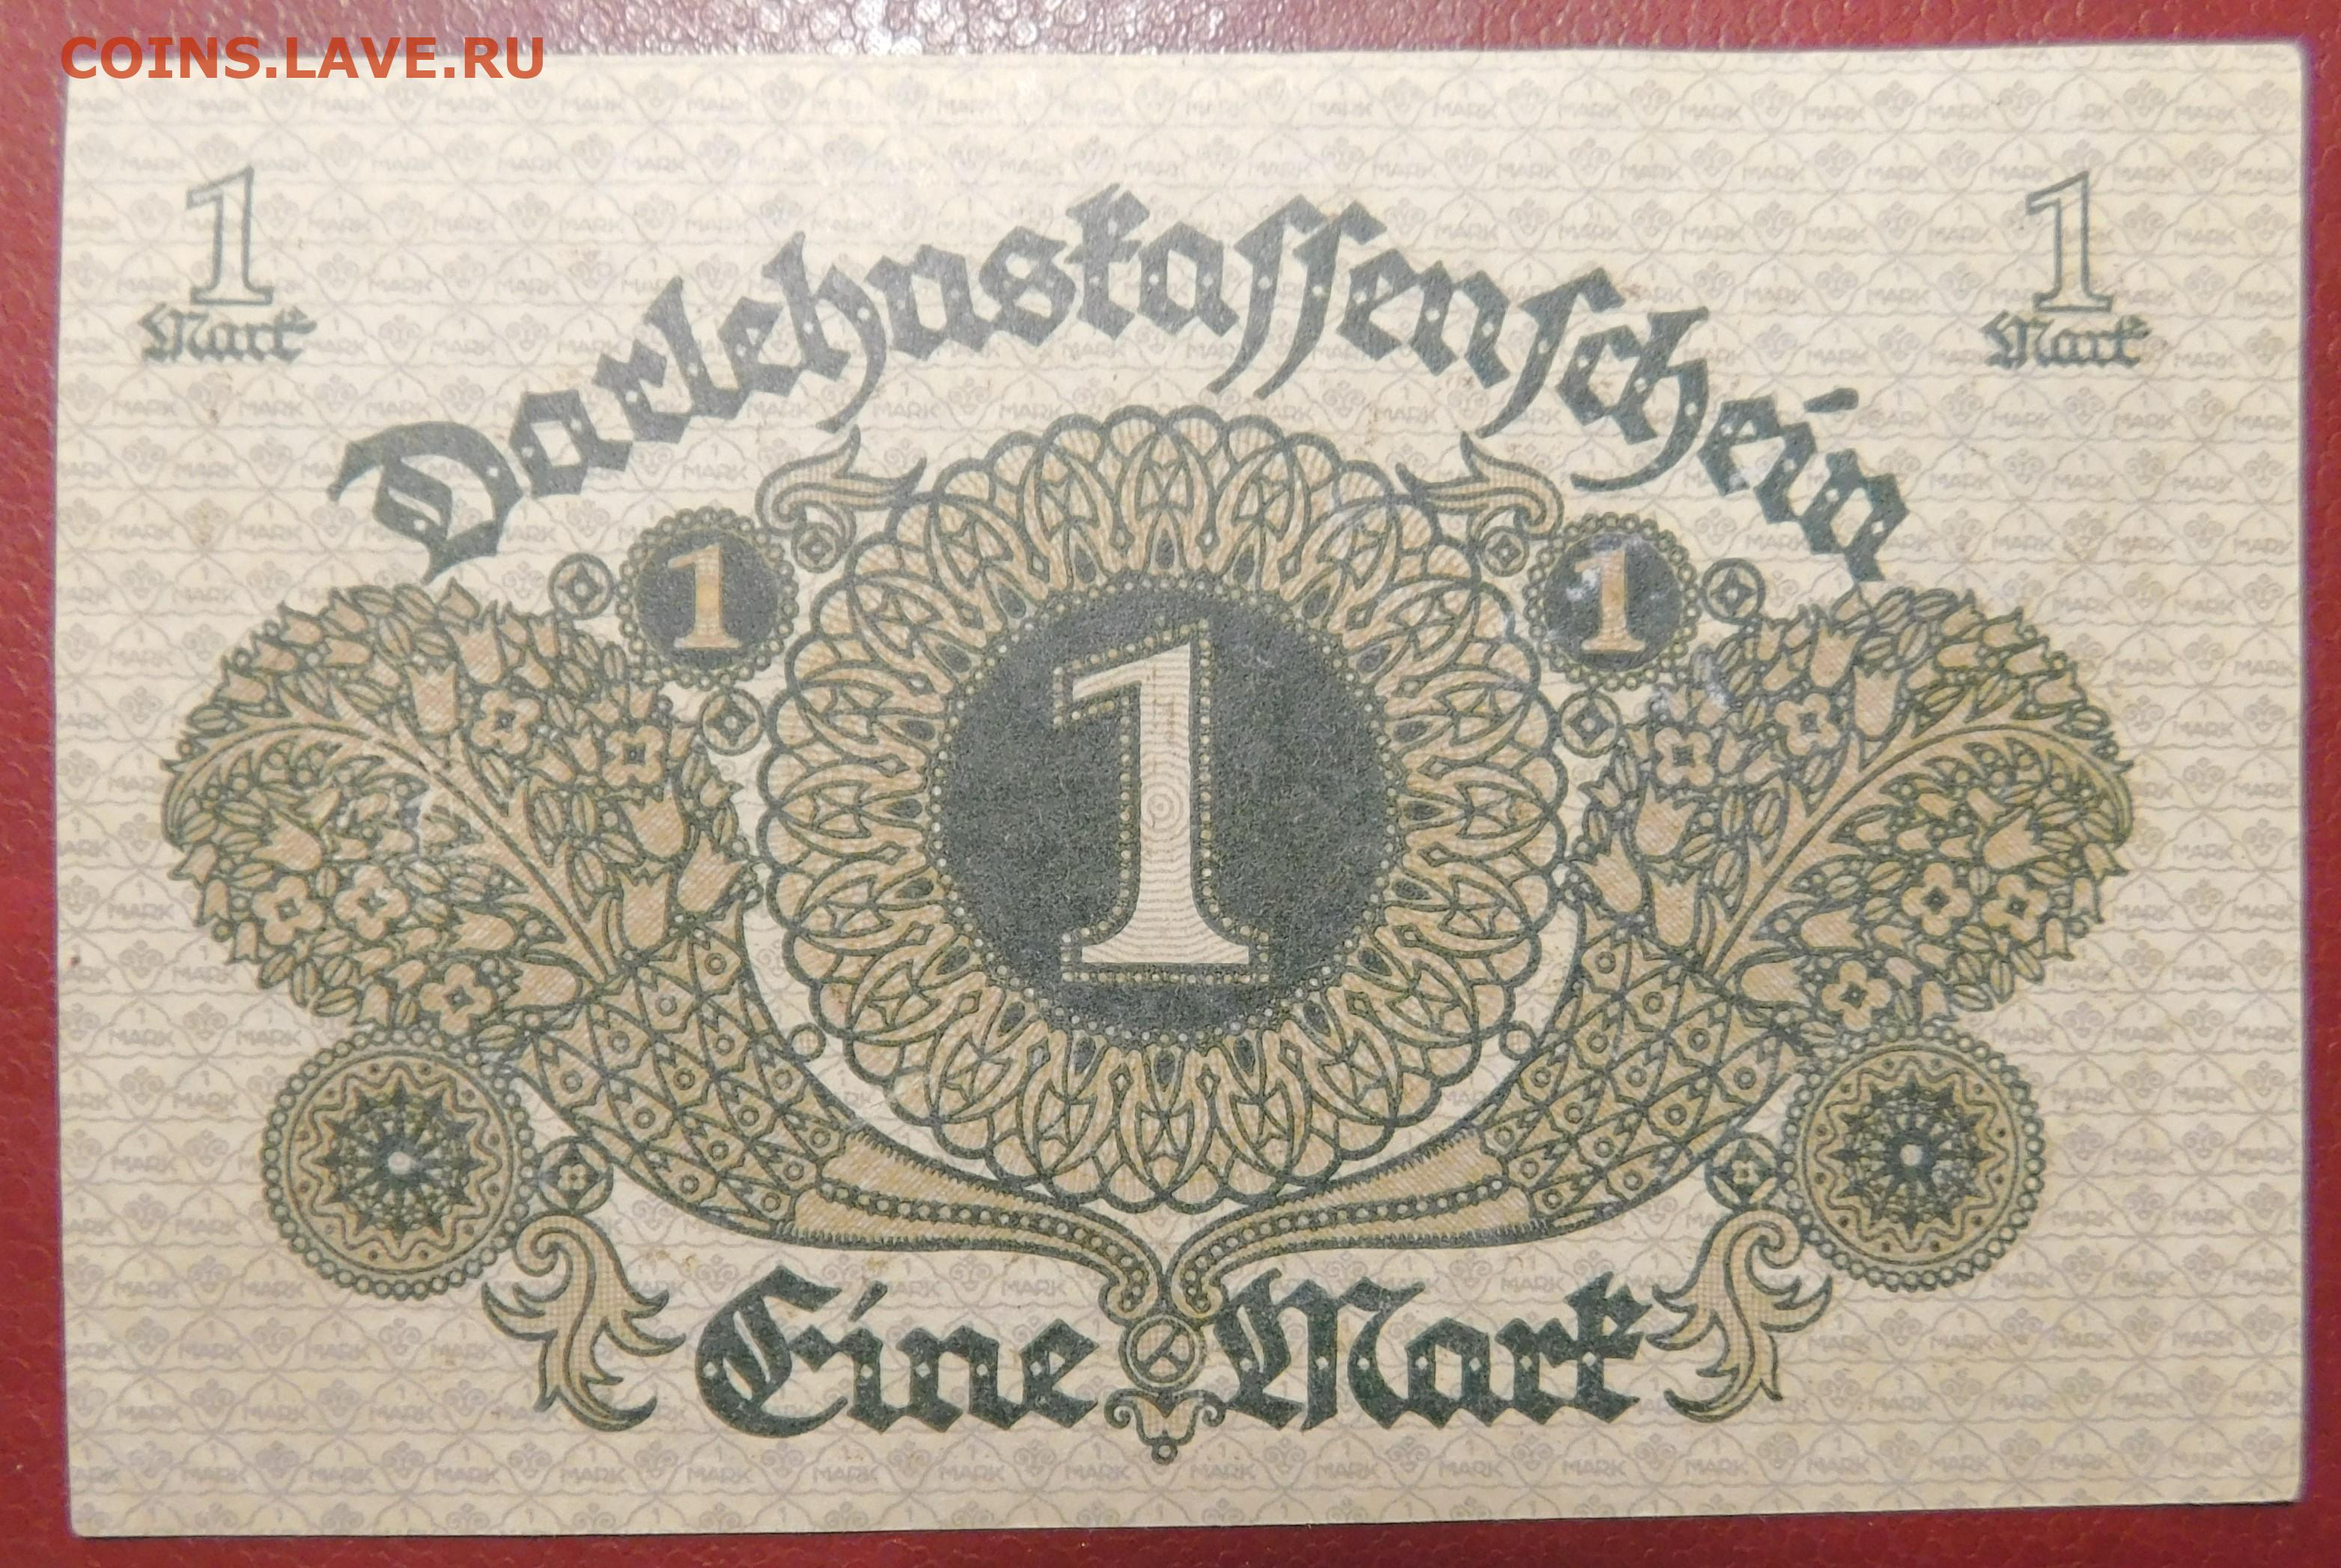 COINS.LAVE.RU
1
Mark
1
Mark
Darlehnskassenschein
1
1
1
Eine Mark